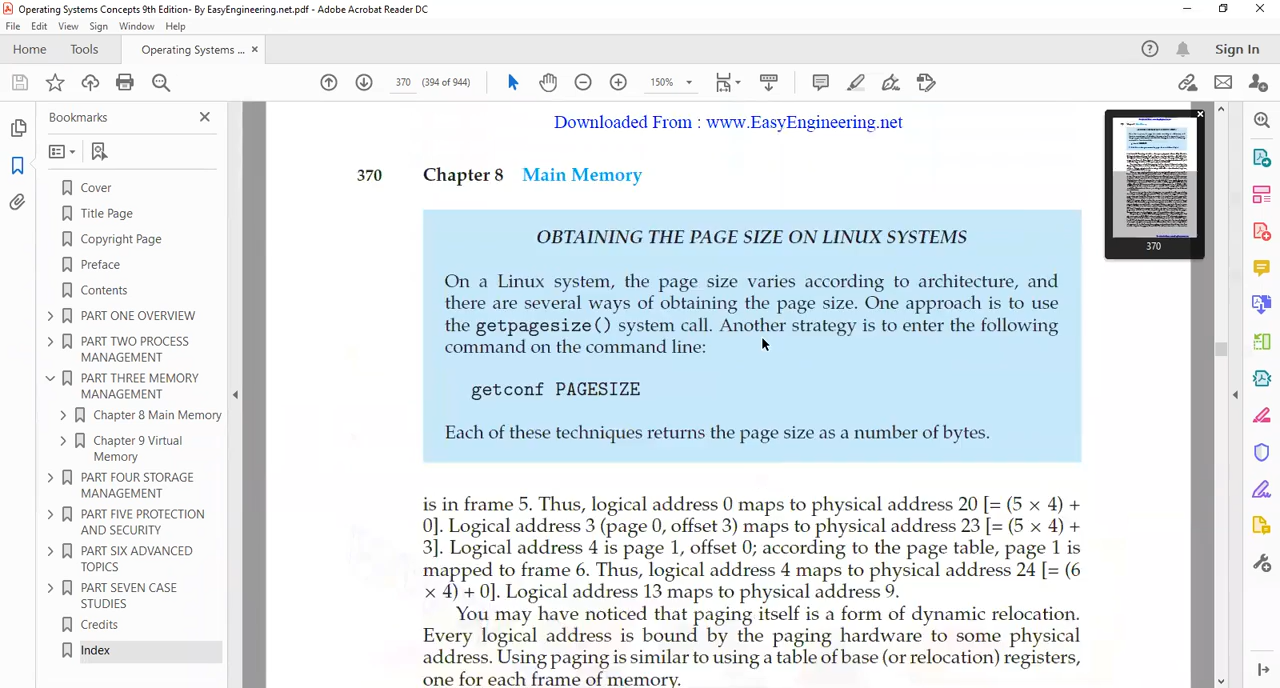 Operating Systems Concepts 9th Edition- By EasyEngineering.net.pdf - Adobe Acrobat Reader DC
File Edit View Sign Window Help
Home Tools Operating Systems ... × Sign In
370 (394 of 944) 150%
Bookmarks
Cover
Title Page
Copyright Page
Preface
Contents
PART ONE OVERVIEW
PART TWO PROCESS
MANAGEMENT
PART THREE MEMORY
MANAGEMENT
Chapter 8 Main Memory
Chapter 9 Virtual
Memory
PART FOUR STORAGE
MANAGEMENT
PART FIVE PROTECTION
AND SECURITY
PART SIX ADVANCED
TOPICS
PART SEVEN CASE
STUDIES
Credits
Index
Downloaded From : www.EasyEngineering.net
370 Chapter 8 Main Memory
OBTAINING THE PAGE SIZE ON LINUX SYSTEMS
On a Linux system, the page size varies according to architecture, and
there are several ways of obtaining the page size. One approach is to use
the getpagesize() system call. Another strategy is to enter the following
command on the command line:
getconf PAGESIZE
Each of these techniques returns the page size as a number of bytes.
is in frame 5. Thus, logical address 0 maps to physical address 20 [= (5 × 4) +
0]. Logical address 3 (page 0, offset 3) maps to physical address 23 [= (5 × 4) +
3]. Logical address 4 is page 1, offset 0; according to the page table, page 1 is
mapped to frame 6. Thus, logical address 4 maps to physical address 24 [= (6
× 4) + 0]. Logical address 13 maps to physical address 9.
You may have noticed that paging itself is a form of dynamic relocation.
Every logical address is bound by the paging hardware to some physical
address. Using paging is similar to using a table of base (or relocation) registers,
one for each frame of memory.
370